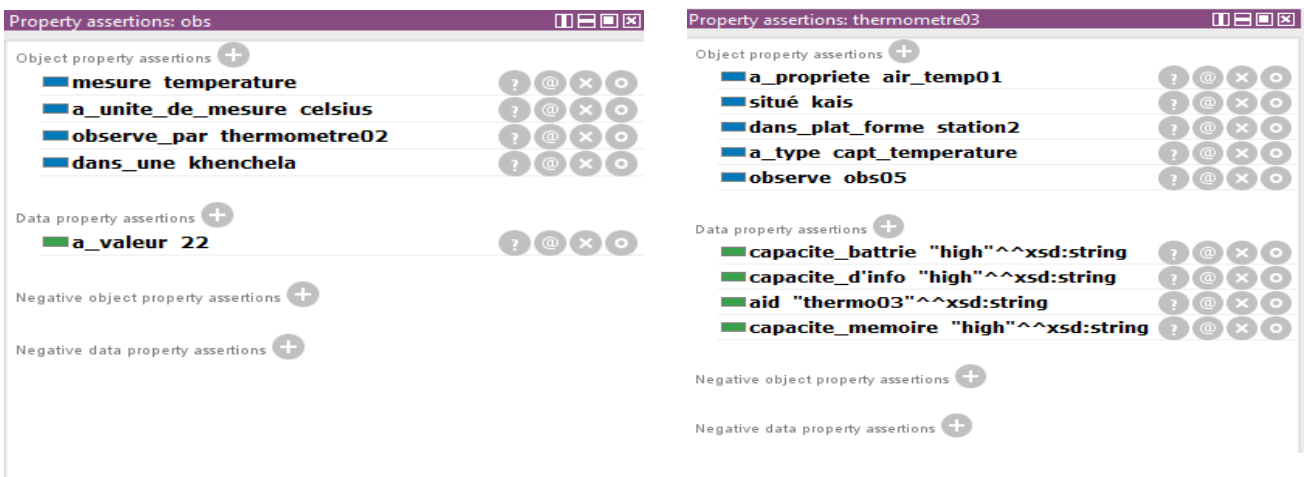 Property assertions: obs
Object property assertions
mesure temperature
a_unite_de_mesure celsius
observe_par thermometre02
dans_une khenchela
Data property assertions
a_valeur 22
Negative object property assertions
Negative data property assertions
Property assertions: thermometre03
Object property assertions
a_propriete air_temp01
situé kais
dans_plat_forme station2
a_type capt_temperature
observe obs05
Data property assertions
capacite_battrie "high"^^xsd:string
capacite_d'info "high"^^xsd:string
aid "thermo03"^^xsd:string
capacite_memoire "high"^^xsd:string
Negative object property assertions
Negative data property assertions